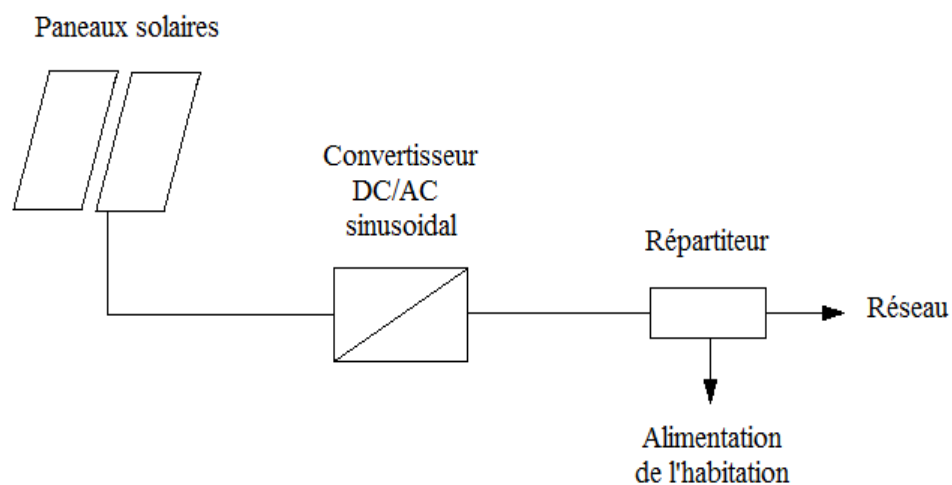 Paneaux solaires
Convertisseur
DC/AC
sinusoidal
Répartiteur
Réseau
Alimentation
de l'habitation